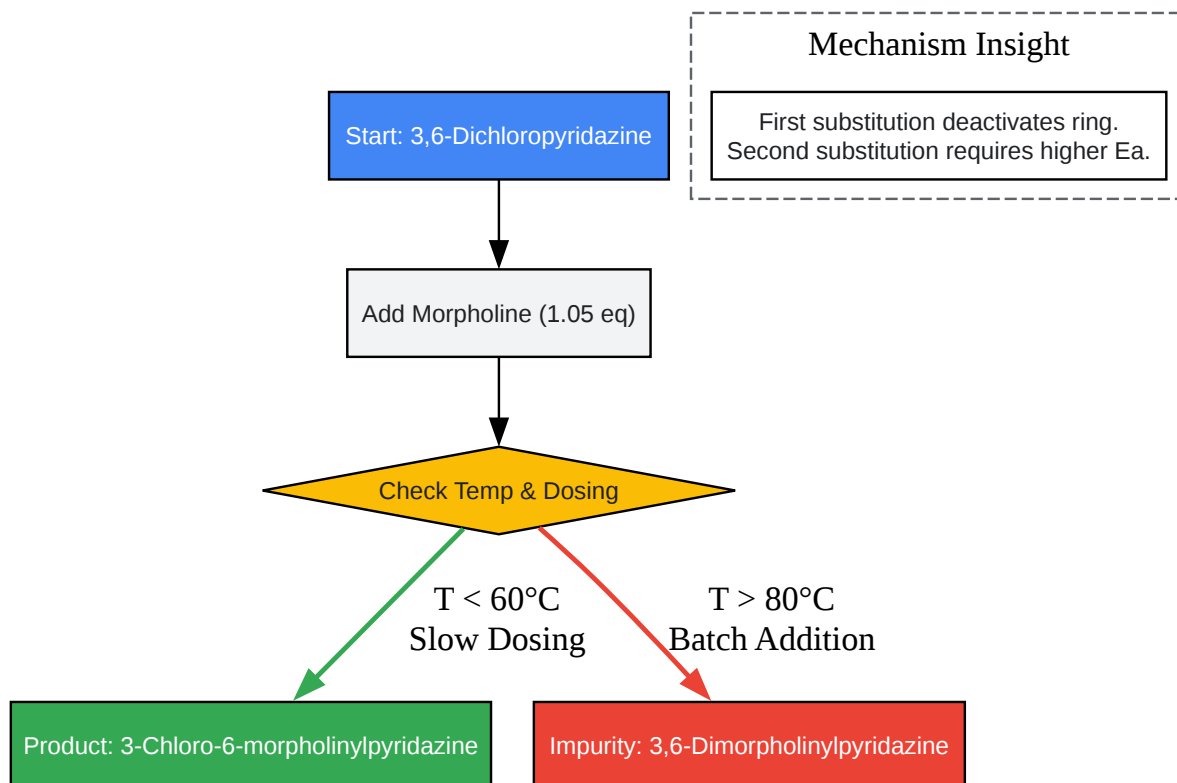 Mechanism Insight
First substitution deactivates ring.
Second substitution requires higher Ea.
Start: 3,6-Dichloropyridazine
Add Morpholine (1.05 eq)
Check Temp & Dosing
T < 60°C
Slow Dosing
T > 80°C
Batch Addition
Product: 3-Chloro-6-morpholinylpyridazine
Impurity: 3,6-Dimorpholinylpyridazine